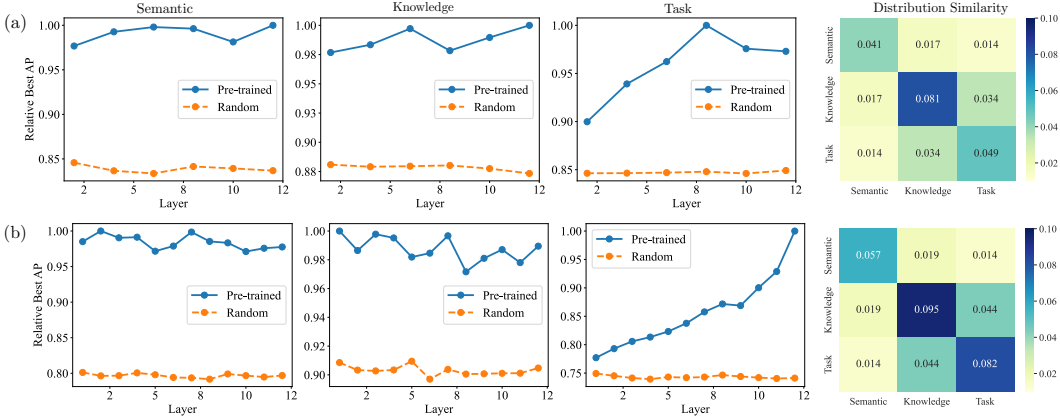 Semantic
Knowledge
Task
Distribution Similarity
(a)
Relative Best AP
1.00
0.95
0.90
0.85
Pre-trained
Random
2
5
8
10
12
Layer
1.00
0.98
0.95
0.93
0.90
0.88
Pre-trained
Random
2
5
8
10
12
Layer
1.00
0.95
0.90
0.85
Pre-trained
Random
2
5
8
10
12
Layer
Semantic
Knowledge
Task
0.041 0.017 0.014
0.017 0.081 0.034
0.014 0.034 0.049
Semantic Knowledge Task
0.10
0.08
0.06
0.04
0.02
(b)
Relative Best AP
1.00
0.95
0.90
0.85
0.80
Pre-trained
Random
2
5
8
10
12
Layer
1.00
0.98
0.96
0.94
0.92
0.90
Pre-trained
Random
2
5
8
10
12
Layer
1.00
0.95
0.90
0.85
0.80
0.75
Pre-trained
Random
2
5
8
10
12
Layer
Semantic
Knowledge
Task
0.057 0.019 0.014
0.019 0.095 0.044
0.014 0.044 0.082
Semantic Knowledge Task
0.10
0.08
0.06
0.04
0.02